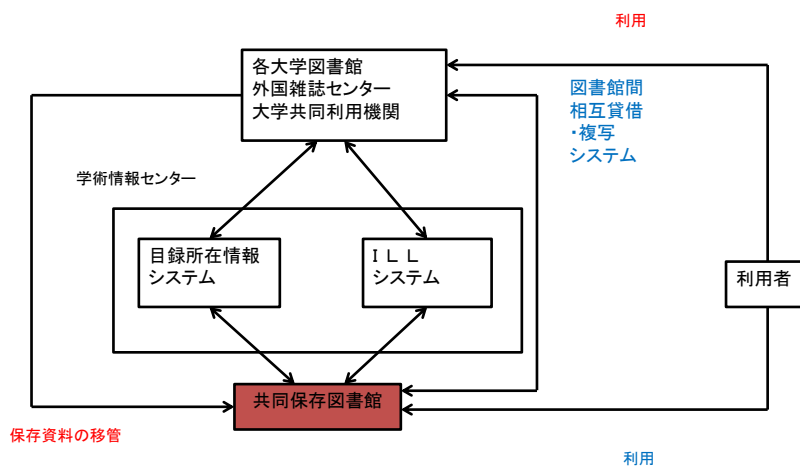 利用
各大学図書館
外国雑誌センター
大学共同利用機関
図書館間
相互貸借
・複写
システム
学術情報センター
目録所在情報
システム
ＩＬＬ
システム
利用者
共同保存図書館
保存資料の移管
利用